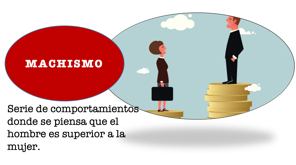 MACHISMO
Serie de comportamientos
donde se piensa que el
hombre es superior a la
mujer.